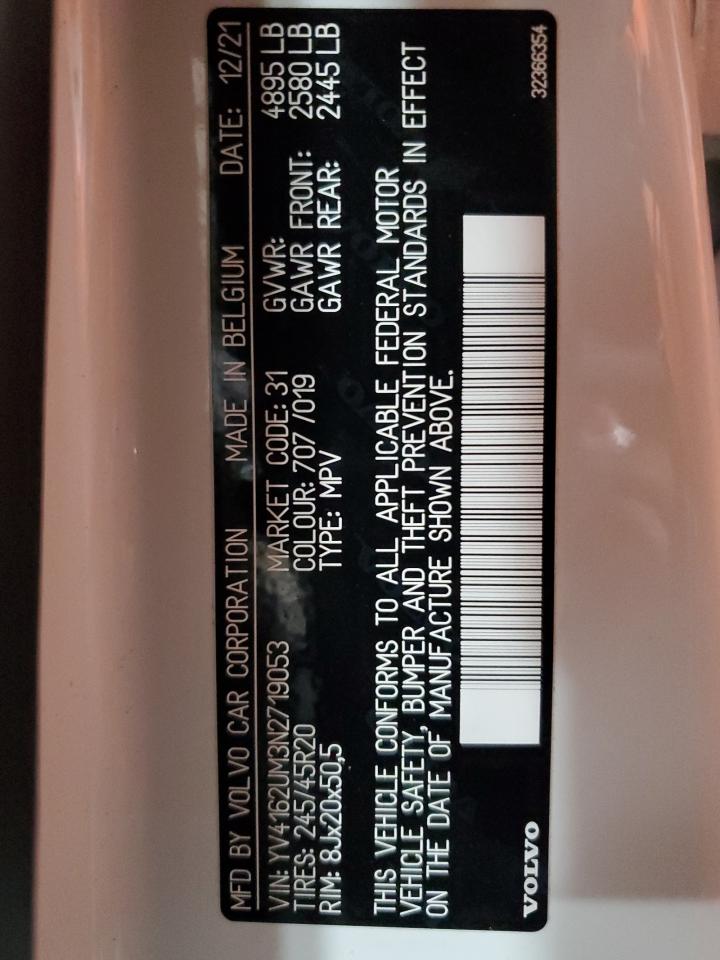 MFD BY VOLVO CAR CORPORATION MADE IN BELGIUM DATE: 12/21
VIN: YV4162UM3N2719053 MARKET CODE: 31 GVWR: 4895 LB
TIRES: 245/45R20 COLOUR: 707 /019 GAWR FRONT: 2580 LB
RIM: 8Jx20x50,5 TYPE: MPV GAWR REAR: 2445 LB
THIS VEHICLE CONFORMS TO ALL APPLICABLE FEDERAL MOTOR
VEHICLE SAFETY, BUMPER AND THEFT PREVENTION STANDARDS IN EFFECT
ON THE DATE OF MANUFACTURE SHOWN ABOVE.
VOLVO 32366354